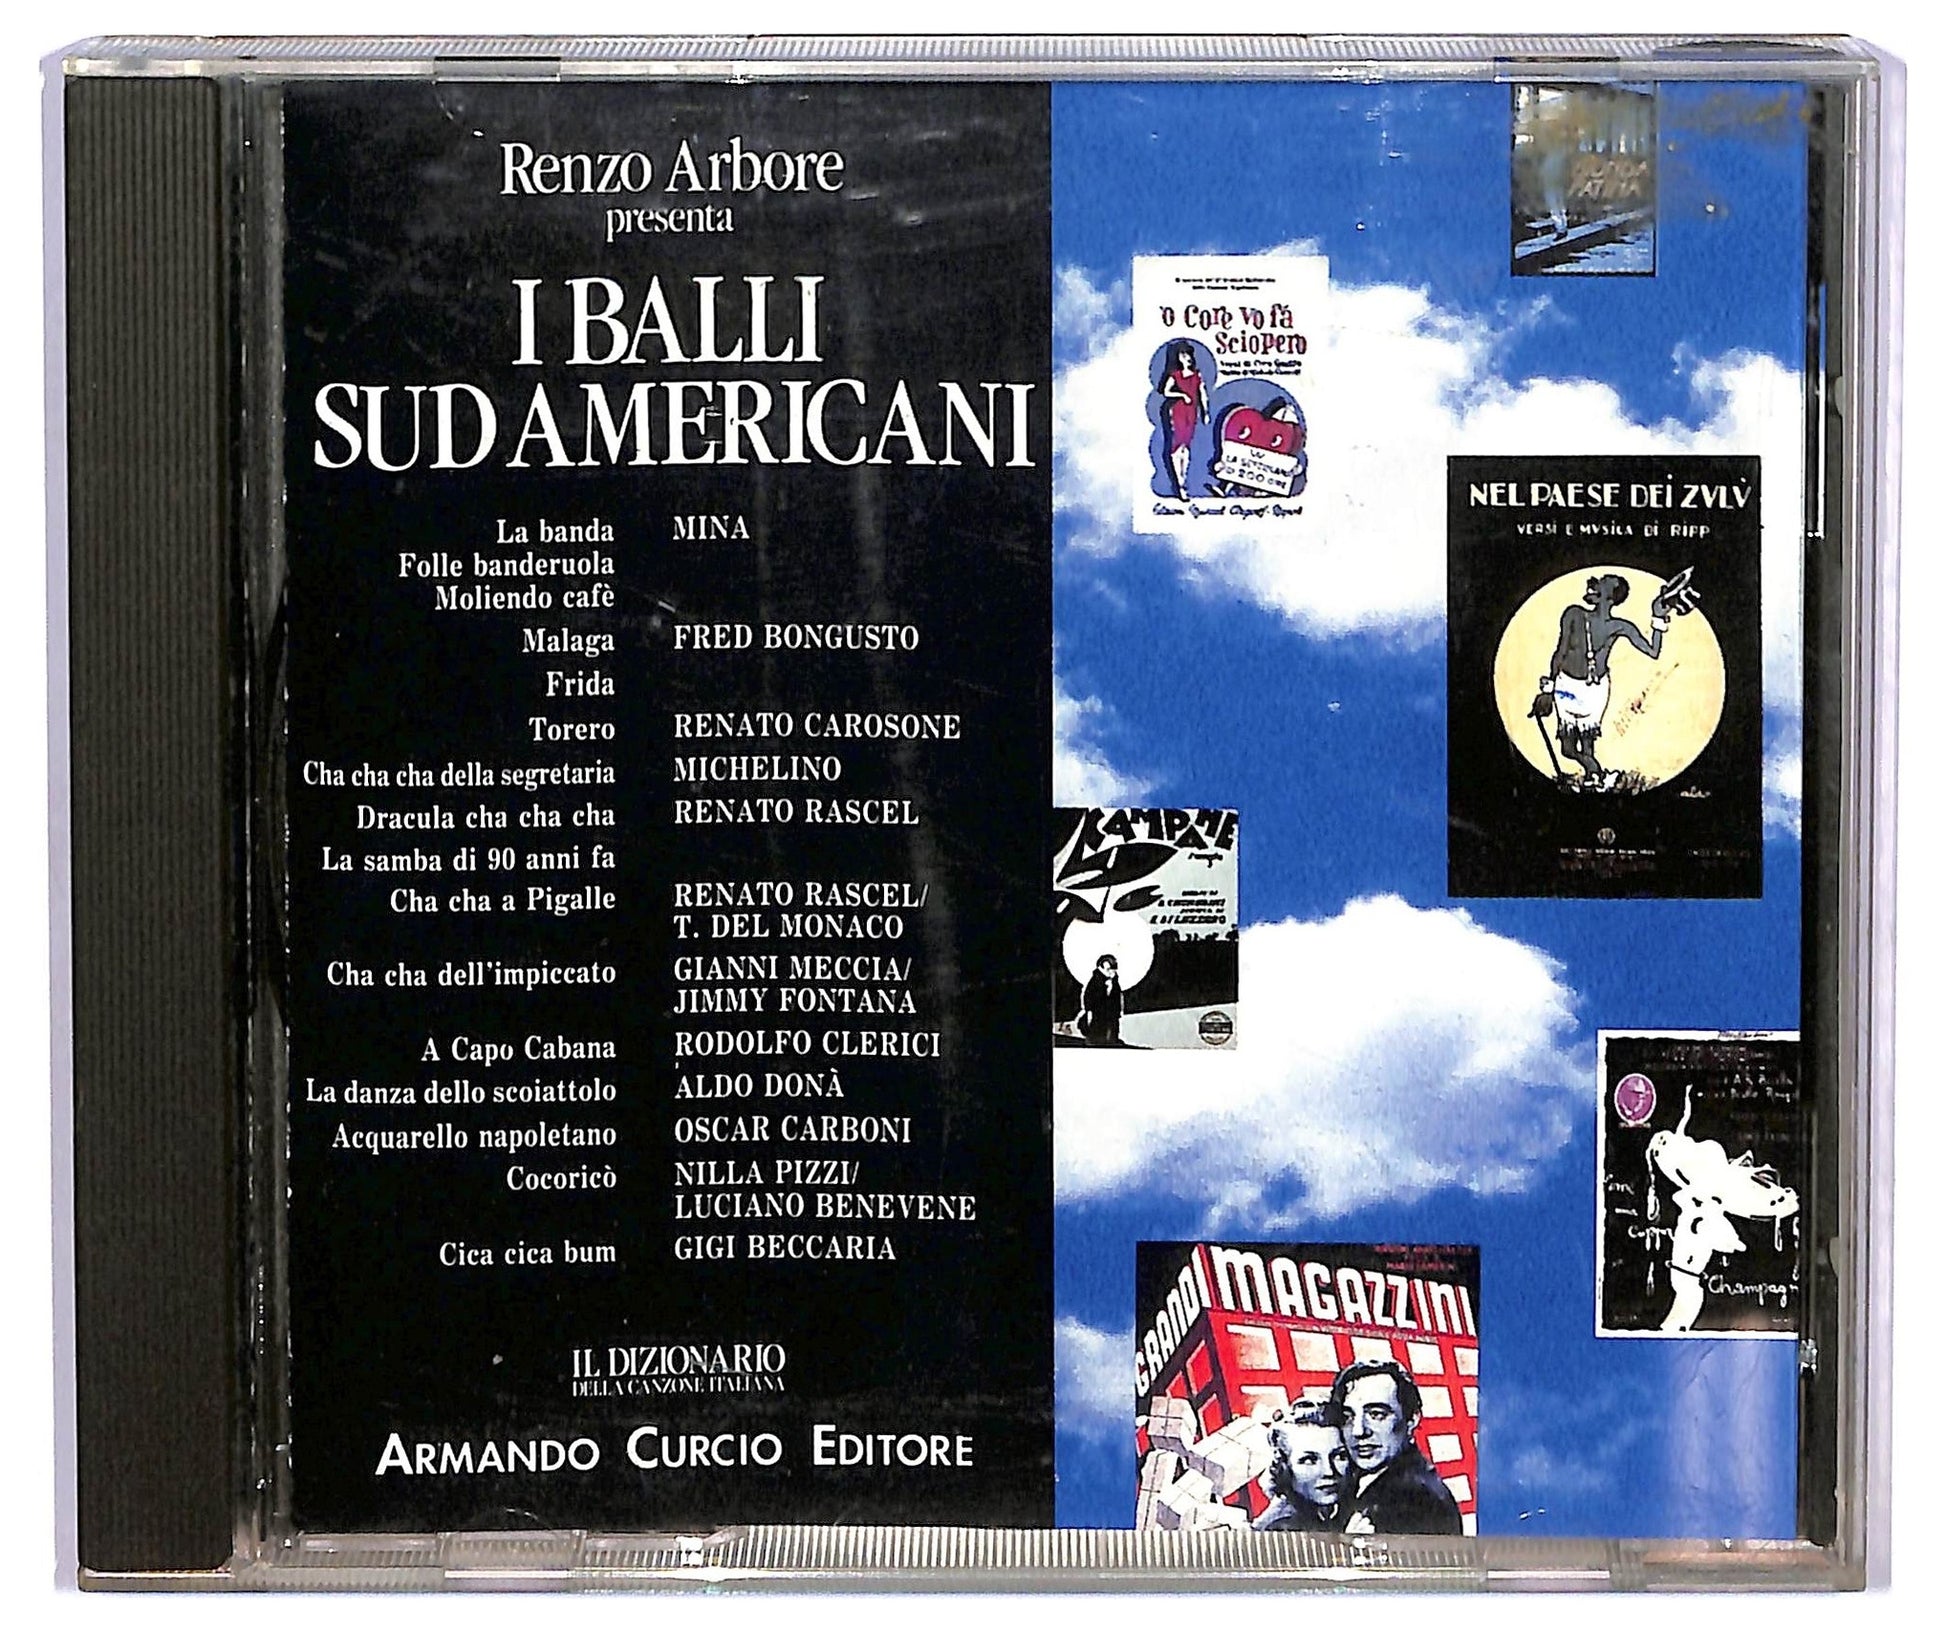 Renzo Arbore
presenta
I BALLI
SUDAMERICANI
La banda MINA
Folle banderuola
Moliendo cafè
Malaga FRED BONGUSTO
Frida
Torero RENATO CAROSONE
Cha cha cha della segretaria MICHELINO
Dracula cha cha cha RENATO RASCEL
La samba di 90 anni fa
Cha cha a Pigalle RENATO RASCEL/
T. DEL MONACO
Cha cha dell'impiccato GIANNI MECCIA/
JIMMY FONTANA
A Capo Cabana RODOLFO CLERICI
La danza dello scoiattolo ALDO DONÀ
Acquarello napoletano OSCAR CARBONI
Cocoricò NILLA PIZZI/
LUCIANO BENEVENE
Cica cica bum GIGI BECCARIA
IL DIZIONARIO
DELLA CANZONE ITALIANA
ARMANDO CURCIO EDITORE
'o Core vo fà
Sciopero
W
NEL PAESE DEI ZVLÙ
VERSI E MVSICA DI RIPP
CAMPANE
Coppa
Champagn
GRANDI MAGAZZINI